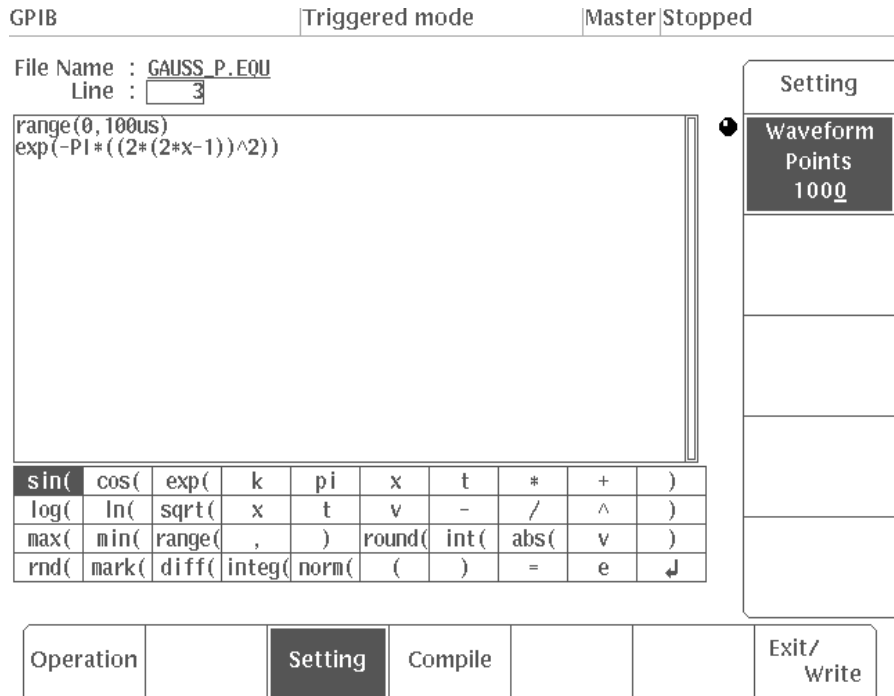 GPIB Triggered mode Master Stopped
File Name : GAUSS_P.EQU
Line : 3
range(0,100us)
exp(-PI*((2*(2*x-1))^2))
Setting
Waveform
Points
1000
sin( cos( exp( k pi x t * + )
log( ln( sqrt( x t v - / ^ )
max( min( range( , ) round( int( abs( v )
rnd( mark( diff( integ( norm( ( ) = e ↲
Operation Setting Compile Exit/
Write